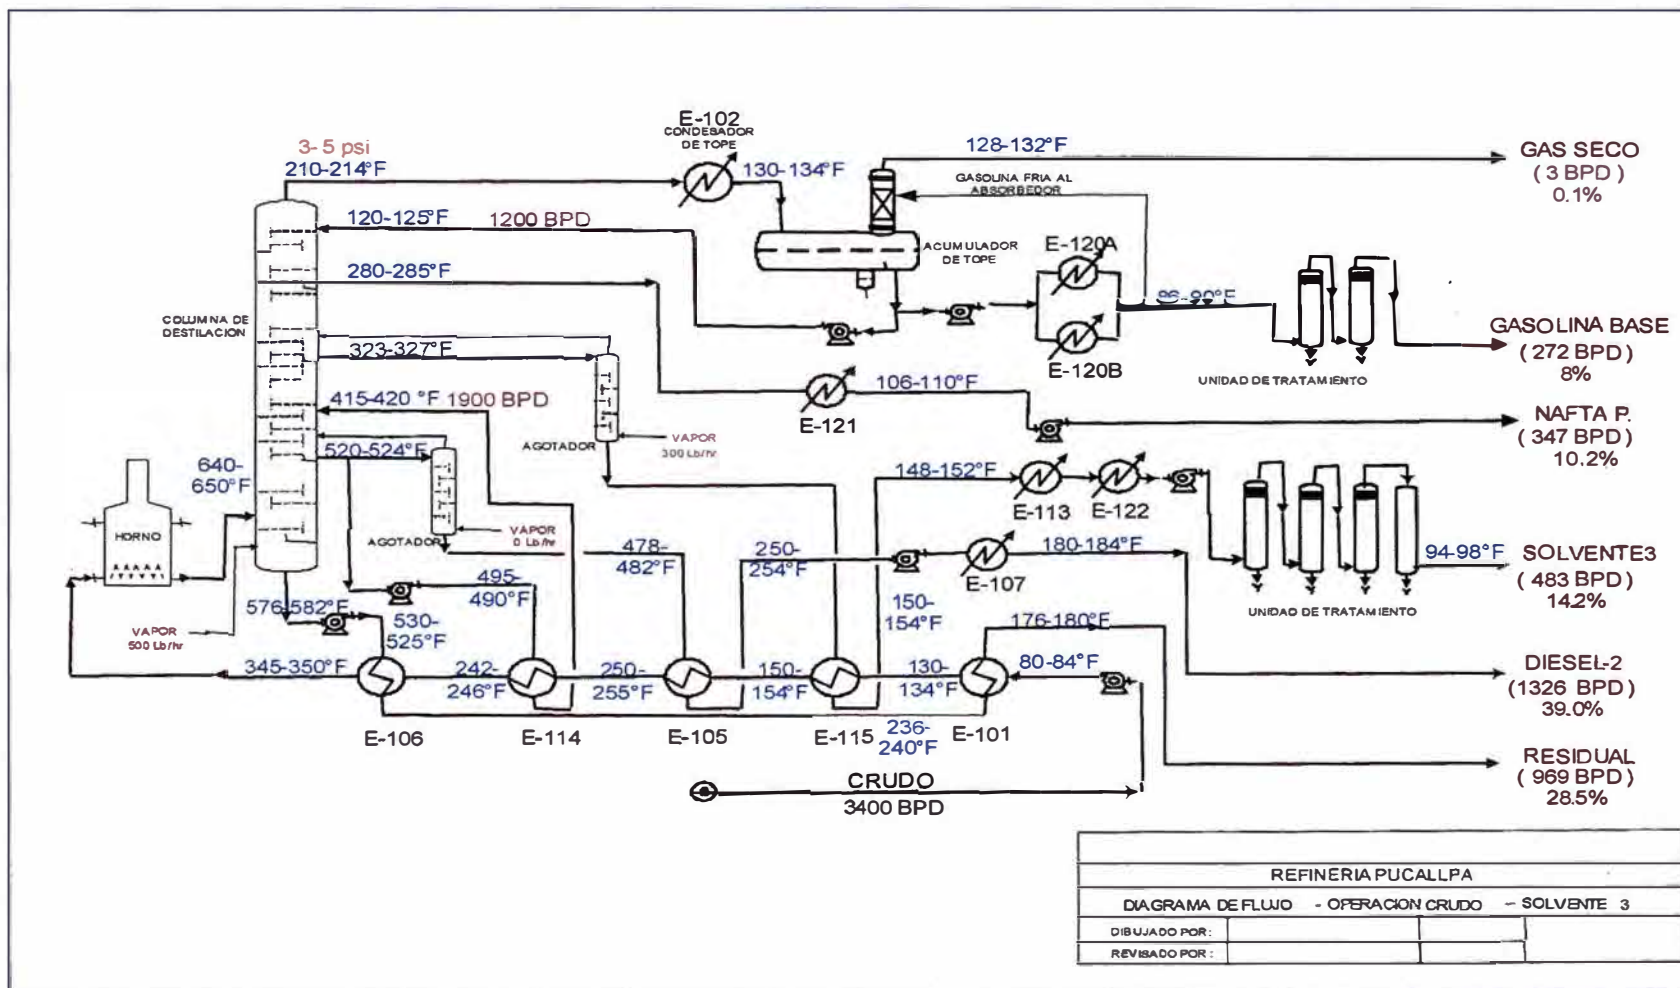 E-102
CONDESADOR
DE TOPE
3-5 psi
210-214°F
130-134°F
128-132°F
GAS SECO
( 3 BPD )
0.1%
GASOLINA FRIA AL
ABSORBEDOR
120-125°F
1200 BPD
ACUMULADOR
DE TOPE
E-120A
280-285°F
COLUMNA DE
DESTILACION
GASOLINA BASE
( 272 BPD )
8%
323-327°F
E-120B
UNIDAD DE TRATAMIENTO
106-110°F
E-121
415-420 °F
1900 BPD
NAFTA P.
( 347 BPD )
10.2%
AGOTADOR
VAPOR
300 Lb/hr
520-524°F
640-
650°F
148-152°F
E-113
E-122
HORNO
AGOTADOR
VAPOR
0 Lb/hr
478-
482°F
250-
254°F
180-184°F
E-107
94-98°F
SOLVENTE3
( 483 BPD )
14.2%
UNIDAD DE TRATAMIENTO
495-
490°F
576-582°F
530-
525°F
VAPOR
500 Lb/hr
150-
154°F
176-180°F
345-350°F
242-
246°F
250-
255°F
150-
154°F
130-
134°F
80-84°F
DIESEL-2
(1326 BPD)
39.0%
E-106
E-114
E-105
E-115
236-
240°F
E-101
CRUDO
3400 BPD
RESIDUAL
( 969 BPD )
28.5%
REFINERIA PUCALLPA
DIAGRAMA DE FLUJO - OPERACION CRUDO - SOLVENTE 3
DIBUJADO POR:
REVISADO POR :